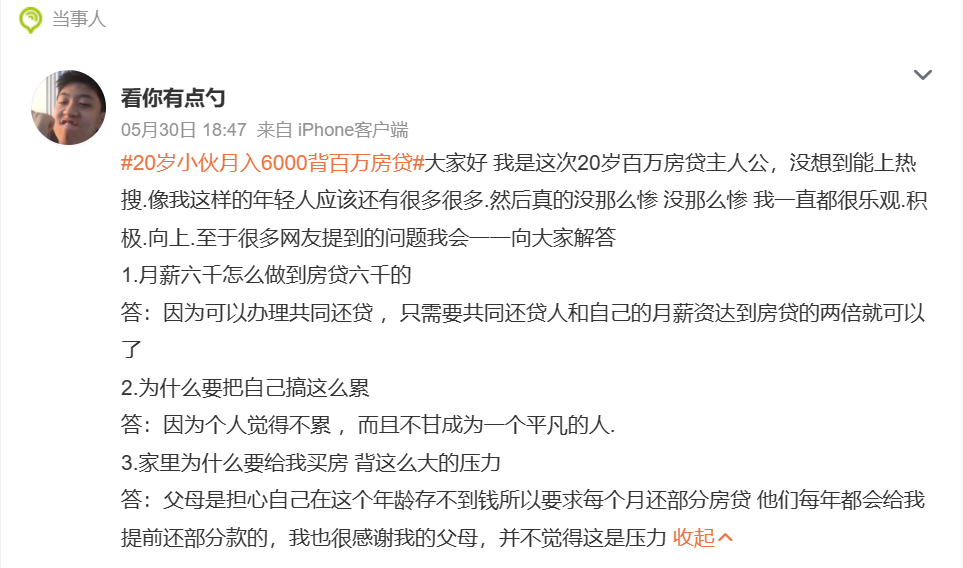 当事人
看你有点勺
05月30日 18:47 来自 iPhone客户端
#20岁小伙月入6000背百万房贷#大家好 我是这次20岁百万房贷主人公，没想到能上热
搜.像我这样的年轻人应该还有很多很多.然后真的没那么惨 没那么惨 我一直都很乐观.积
极.向上.至于很多网友提到的问题我会一一向大家解答
1.月薪六千怎么做到房贷六千的
答：因为可以办理共同还贷 ，只需要共同还贷人和自己的月薪资达到房贷的两倍就可以
了
2.为什么要把自己搞这么累
答：因为个人觉得不累 ，而且不甘成为一个平凡的人.
3.家里为什么要给我买房 背这么大的压力
答：父母是担心自己在这个年龄存不到钱所以要求每个月还部分房贷 他们每年都会给我
提前还部分款的，我也很感谢我的父母，并不觉得这是压力 收起